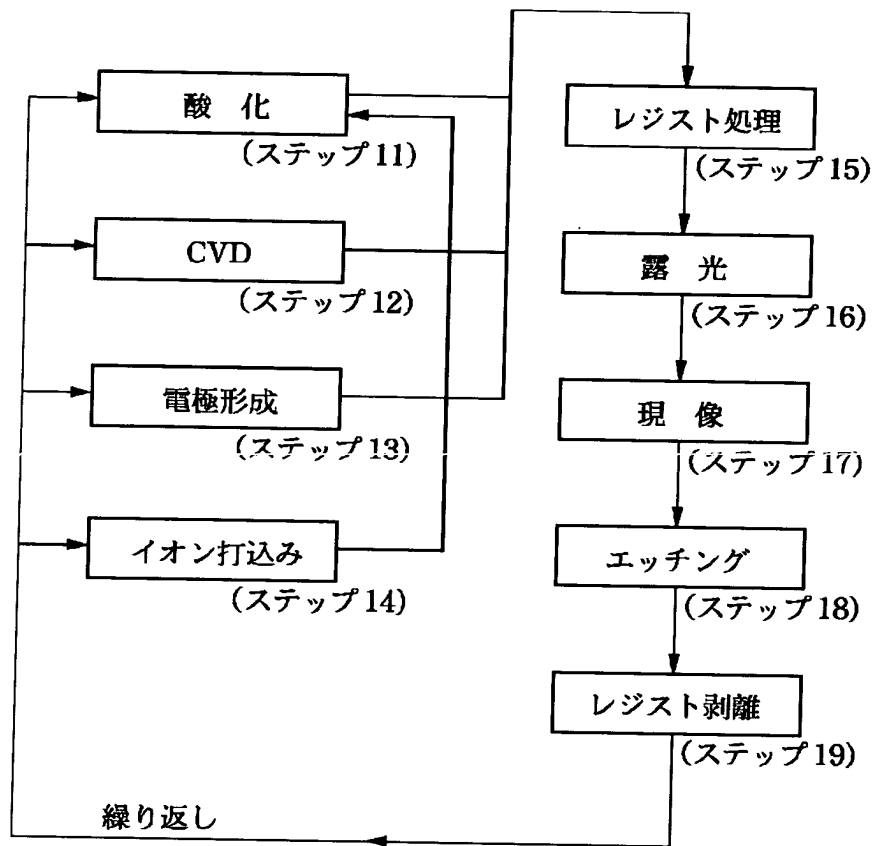 酸 化
(ステップ11)
CVD
(ステップ12)
電極形成
(ステップ13)
イオン打込み
(ステップ14)
レジスト処理
(ステップ15)
露 光
(ステップ16)
現 像
(ステップ17)
エッチング
(ステップ18)
レジスト剥離
(ステップ19)
繰り返し